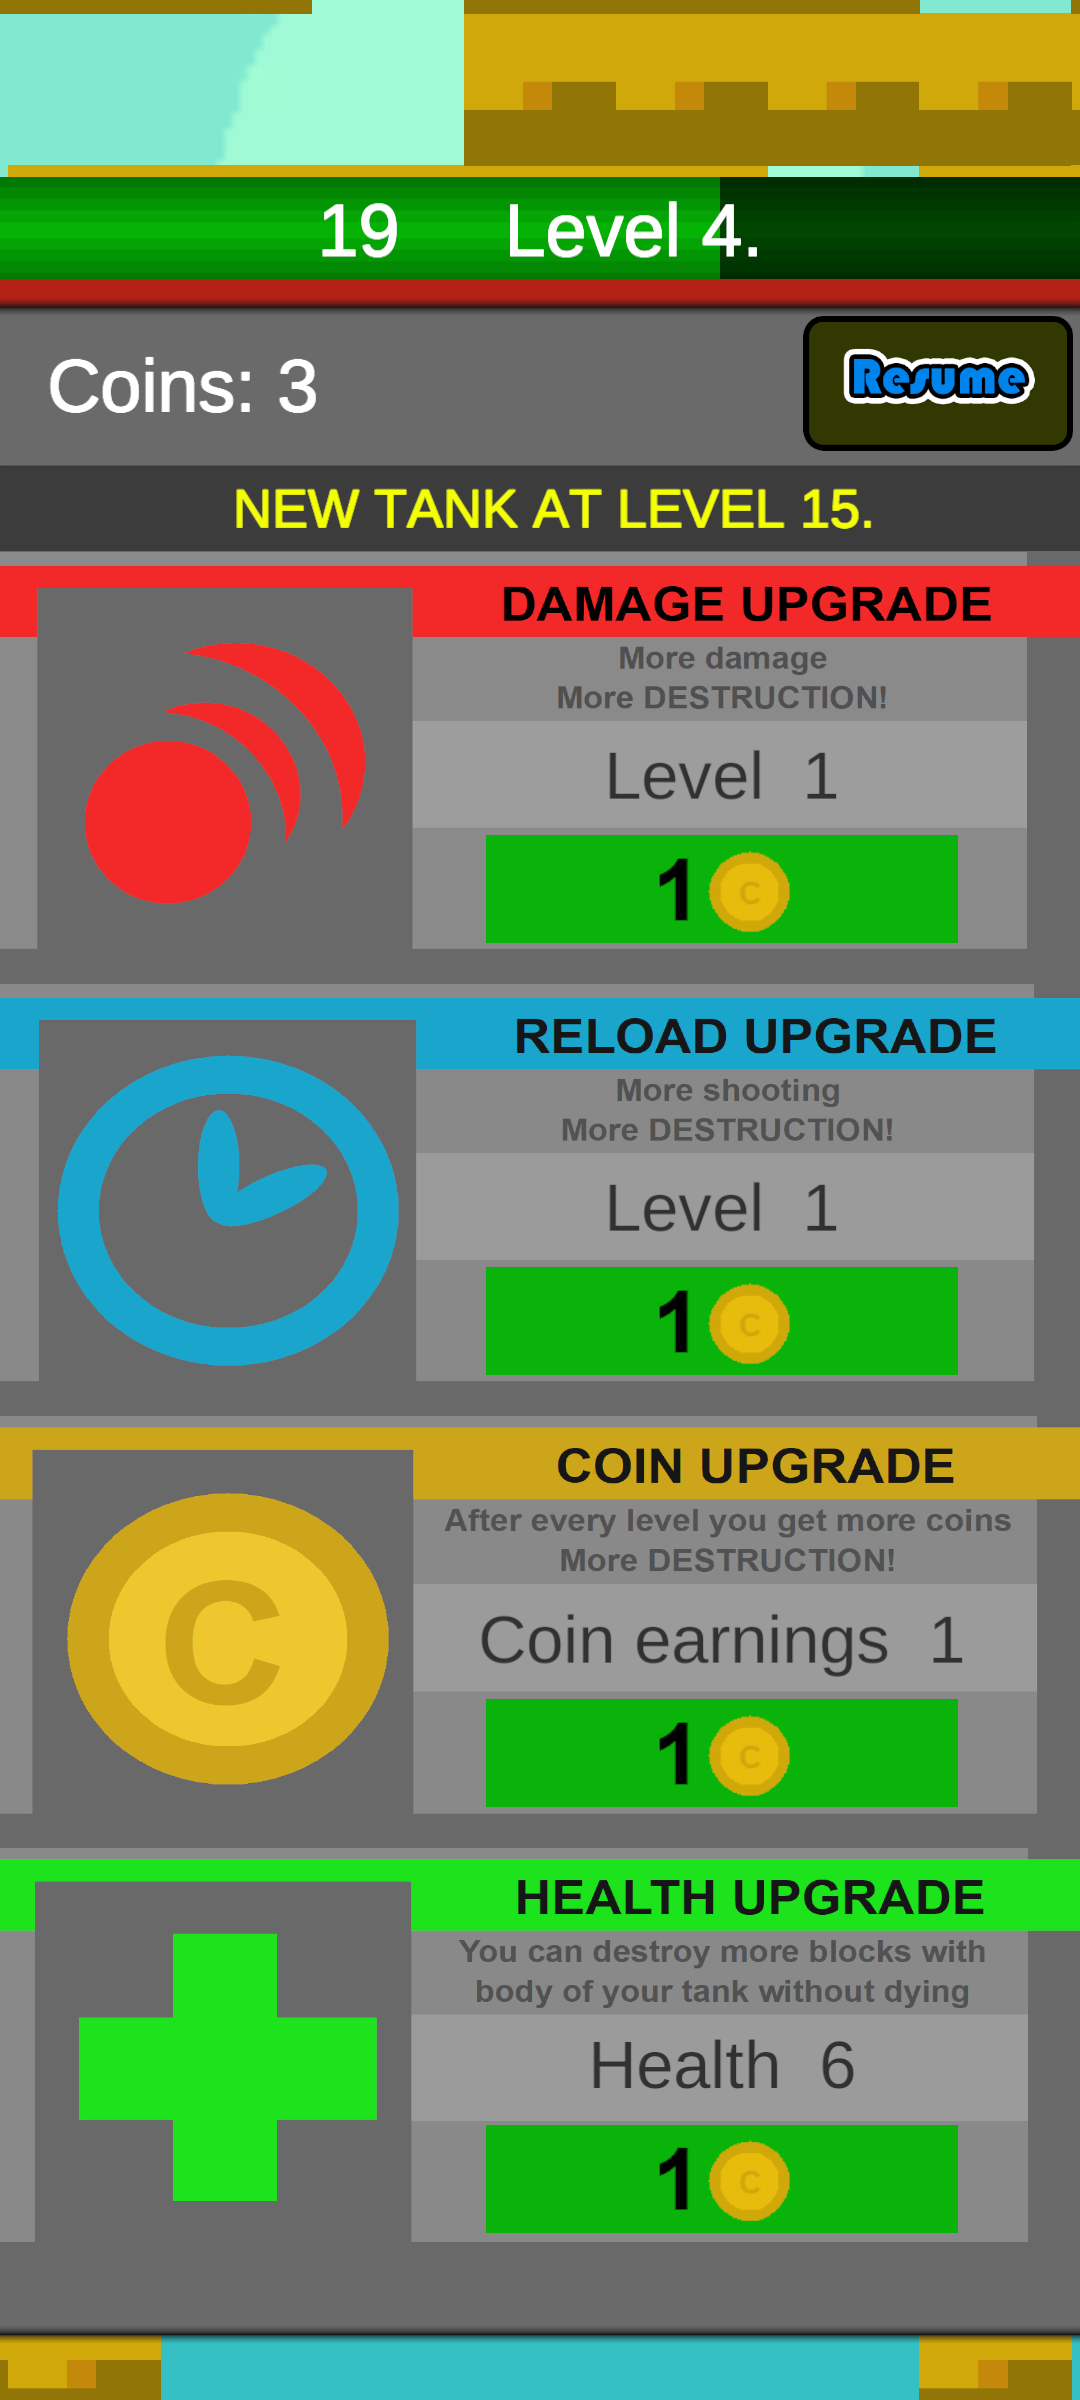 19 Level 4.
Coins: 3
Resume
NEW TANK AT LEVEL 15.
DAMAGE UPGRADE
More damage
More DESTRUCTION!
Level 1
1 C
RELOAD UPGRADE
More shooting
More DESTRUCTION!
Level 1
1 C
COIN UPGRADE
After every level you get more coins
More DESTRUCTION!
C
Coin earnings 1
1 C
HEALTH UPGRADE
You can destroy more blocks with
body of your tank without dying
Health 6
1 C